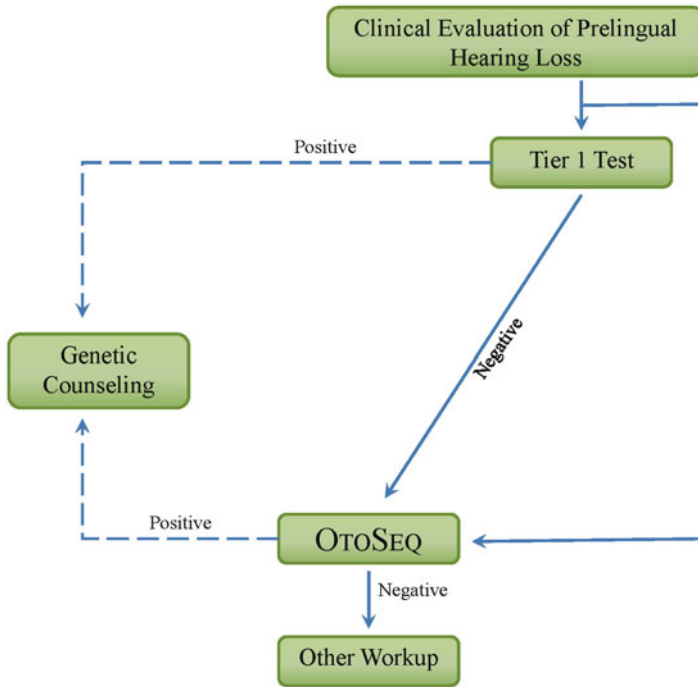 Clinical Evaluation of Prelingual
Hearing Loss
Positive
Tier 1 Test
Negative
Genetic
Counseling
Positive
OTOSEQ
Negative
Other Workup